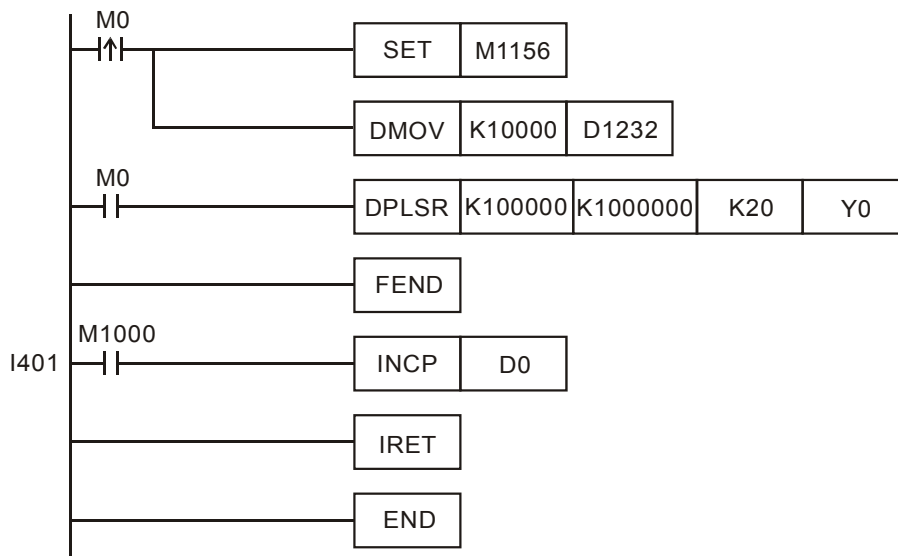 M0
SET M1156
DMOV K10000 D1232
M0
DPLSR K100000 K1000000 K20 Y0
FEND
M1000
I401 INCP D0
IRET
END